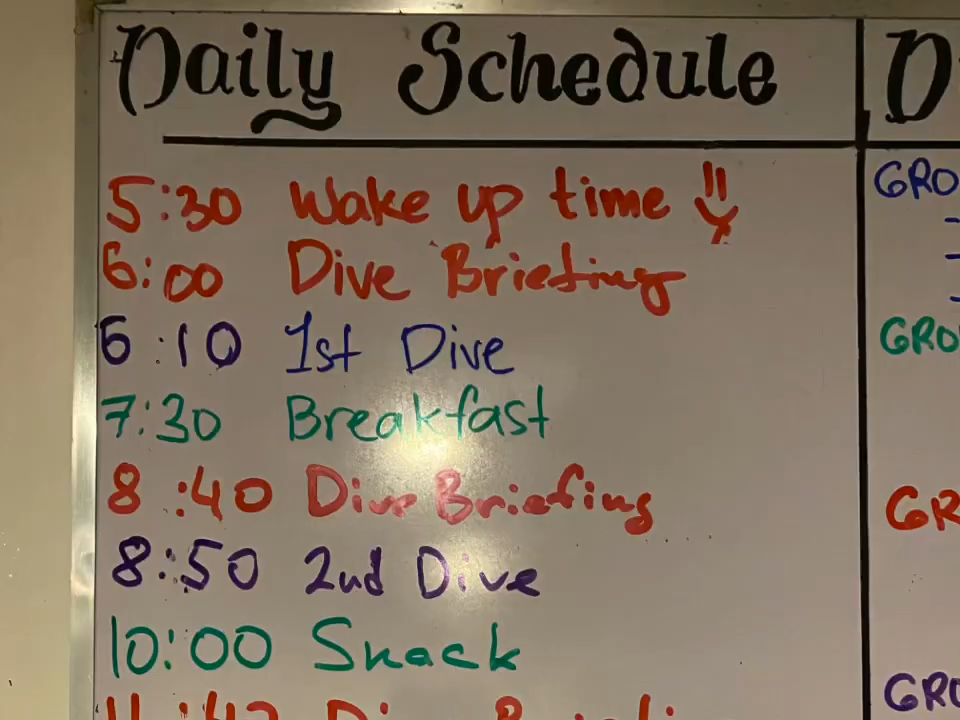 Daily Schedule
5:30 Wake up time
6:00 Dive Briefing
6:10 1st Dive
7:30 Breakfast
8:40 Dive Briefing
8:50 2nd Dive
10:00 Snack